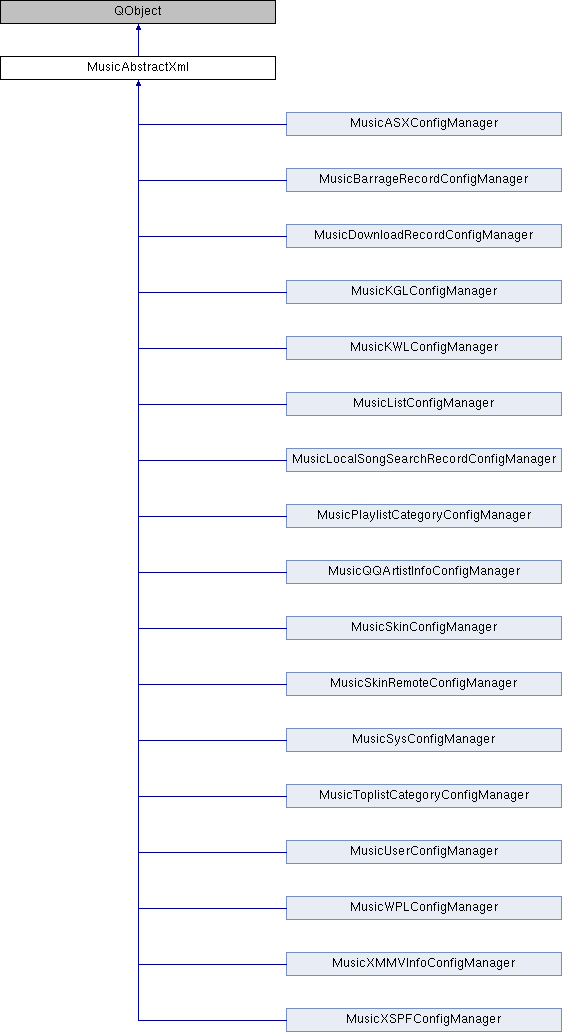 QObject
MusicAbstractXml
MusicASXConfigManager
MusicBarrageRecordConfigManager
MusicDownloadRecordConfigManager
MusicKGLConfigManager
MusicKWLConfigManager
MusicListConfigManager
MusicLocalSongSearchRecordConfigManager
MusicPlaylistCategoryConfigManager
MusicQQArtistInfoConfigManager
MusicSkinConfigManager
MusicSkinRemoteConfigManager
MusicSysConfigManager
MusicToplistCategoryConfigManager
MusicUserConfigManager
MusicWPLConfigManager
MusicXMMVInfoConfigManager
MusicXSPFConfigManager